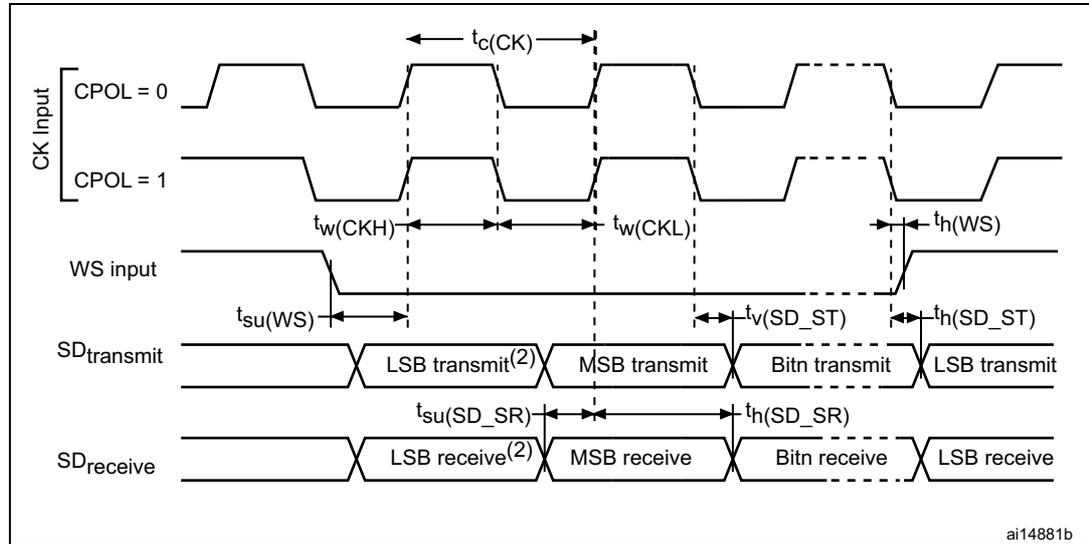 tc(CK)
CK Input
CPOL = 0
CPOL = 1
tw(CKH)
tw(CKL)
th(WS)
WS input
tsu(WS)
tv(SD_ST)
th(SD_ST)
SDtransmit
LSB transmit(2)
MSB transmit
Bitn transmit
LSB transmit
tsu(SD_SR)
th(SD_SR)
SDreceive
LSB receive(2)
MSB receive
Bitn receive
LSB receive
ai14881b